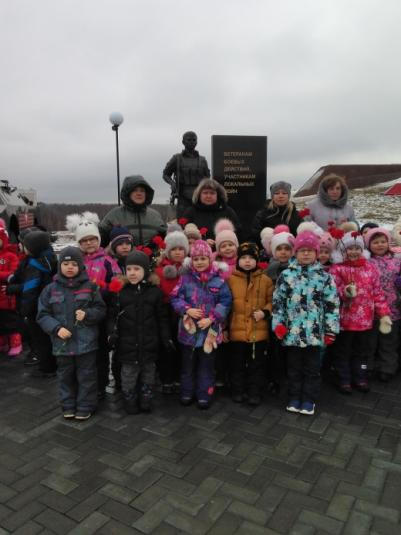 ВЕТЕРАНАМ
БОЕВЫХ
ДЕЙСТВИЙ,
УЧАСТНИКАМ
ЛОКАЛЬНЫХ
ВОЙН